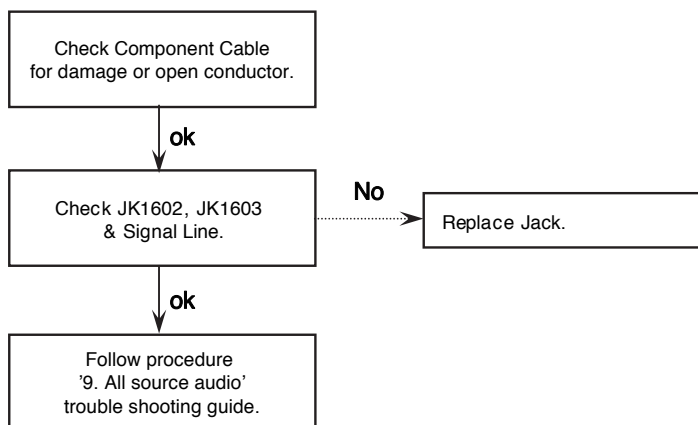 Check Component Cable
for damage or open conductor.
ok
Check JK1602, JK1603
& Signal Line.
No
Replace Jack.
ok
Follow procedure
'9. All source audio'
trouble shooting guide.